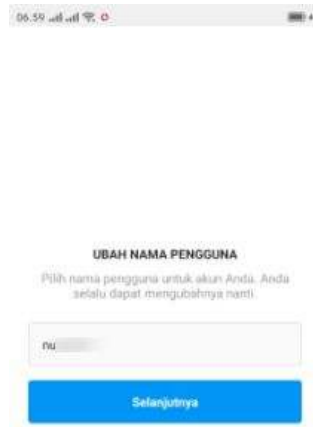 06.59
UBAH NAMA PENGGUNA
Pilih nama pengguna untuk akun Anda. Anda
selalu dapat mengubahnya nanti
nu
Selanjutnya